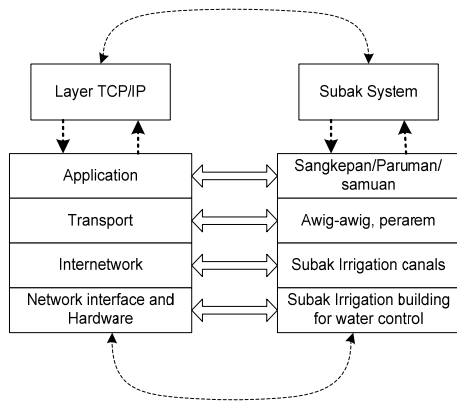 Layer TCP/IP
Subak System
Application
Sangkepan/Paruman/
samuan
Transport
Awig-awig, perarem
Internetwork
Subak Irrigation canals
Network interface and
Hardware
Subak Irrigation building
for water control